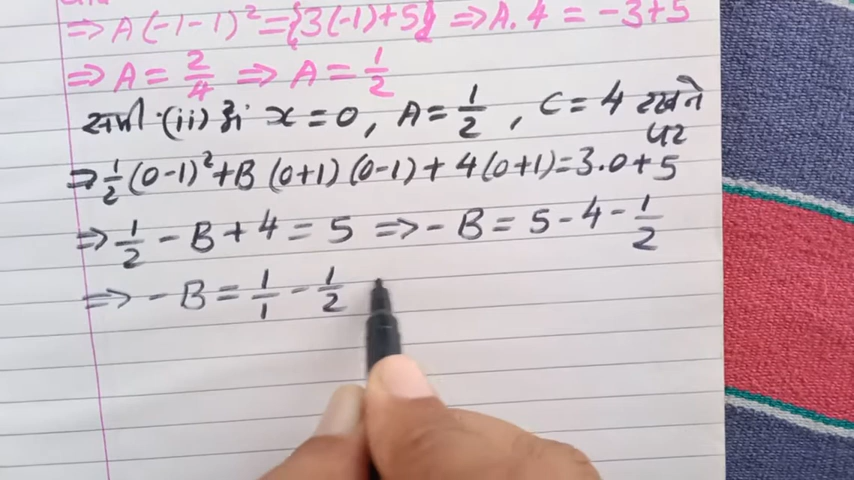 ⇒ A(-1-1)² = {3(-1)+5} ⇒ A.4 = -3+5
⇒ A = 2/4 ⇒ A = 1/2
समी.(ii) में x = 0, A = 1/2, C = 4 रखने
पर
⇒ 1/2(0-1)² + B(0+1)(0-1) + 4(0+1) = 3.0+5
⇒ 1/2 - B + 4 = 5 ⇒ - B = 5 - 4 - 1/2
⇒ - B = 1/1 - 1/2